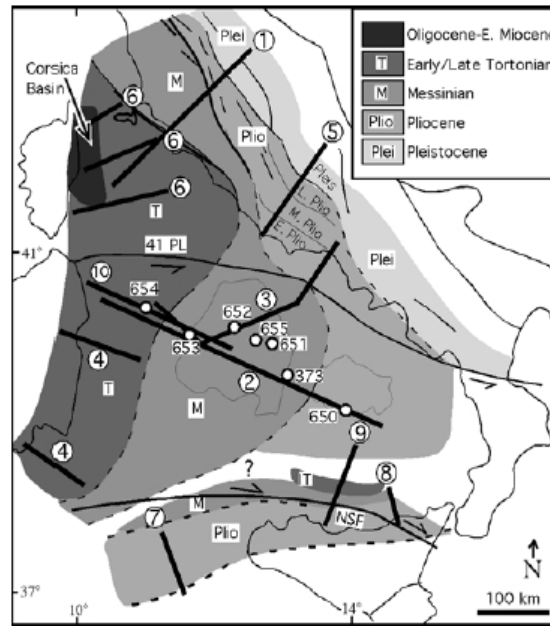 Oligocene-E. Miocene
T Early/Late Tortonian
M Messinian
Plio Pliocene
Plei Pleistocene
Corsica
Basin
Plei
1
M
6
Plio
5
6
Pleis
L. Plio
M. Plio
E. Plio
6
T
41°
41 PL
Plei
10
654
3
652
655
653
651
4
T
2
373
M
650
9
4
?
T
8
M
NSF
7
Plio
N
37°
10°
14°
100 km